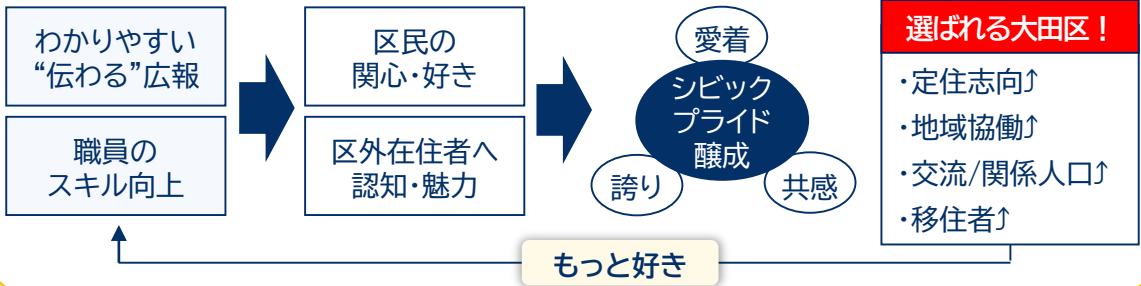 わかりやすい
“伝わる”広報
職員の
スキル向上
区民の
関心・好き
区外在住者へ
認知・魅力
愛着
シビック
プライド
醸成
誇り
共感
選ばれる大田区！
・定住志向⤴
・地域協働⤴
・交流/関係人口⤴
・移住者⤴
もっと好き